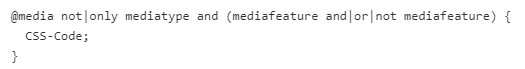 @media not|only mediatype and (mediafeature and|or|not mediafeature) {
  CSS-Code;
}